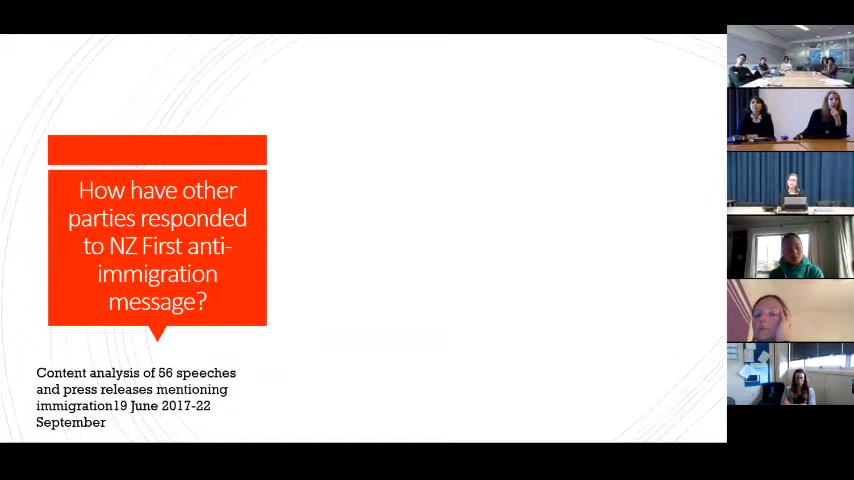 How have other
parties responded
to NZ First anti-
immigration
message?
Content analysis of 56 speeches
and press releases mentioning
immigration19 June 2017-22
September